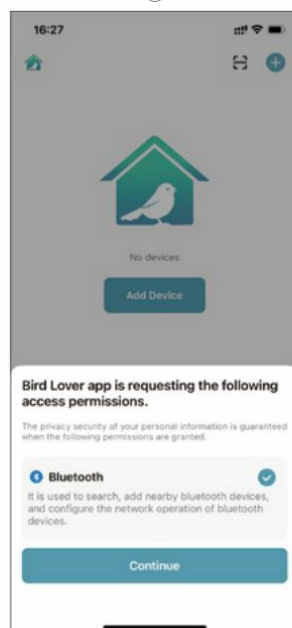 16:27
No devices
Add Device
Bird Lover app is requesting the following
access permissions.
The privacy security of your personal information is guaranteed
when the following permissions are granted.
Bluetooth
It is used to search, add nearby bluetooth devices,
and configure the network operation of bluetooth
devices.
Continue